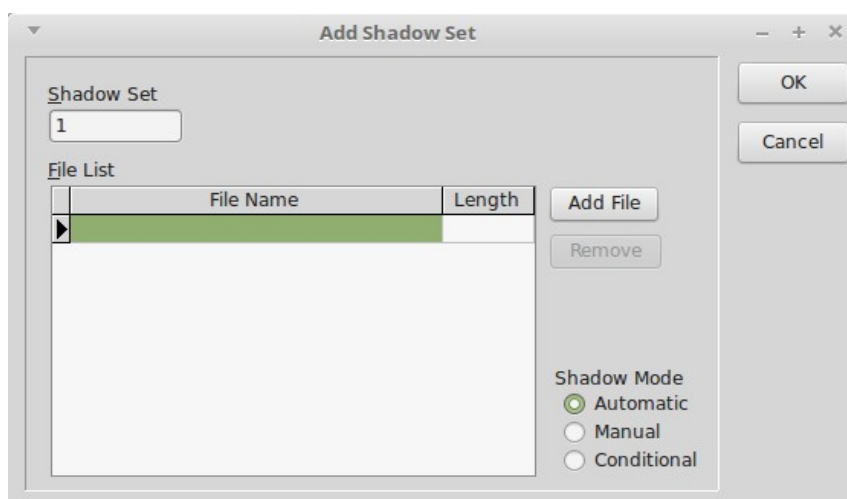 Add Shadow Set
OK
Cancel
Shadow Set
1
File List
File Name Length
Add File
Remove
Shadow Mode
Automatic
Manual
Conditional